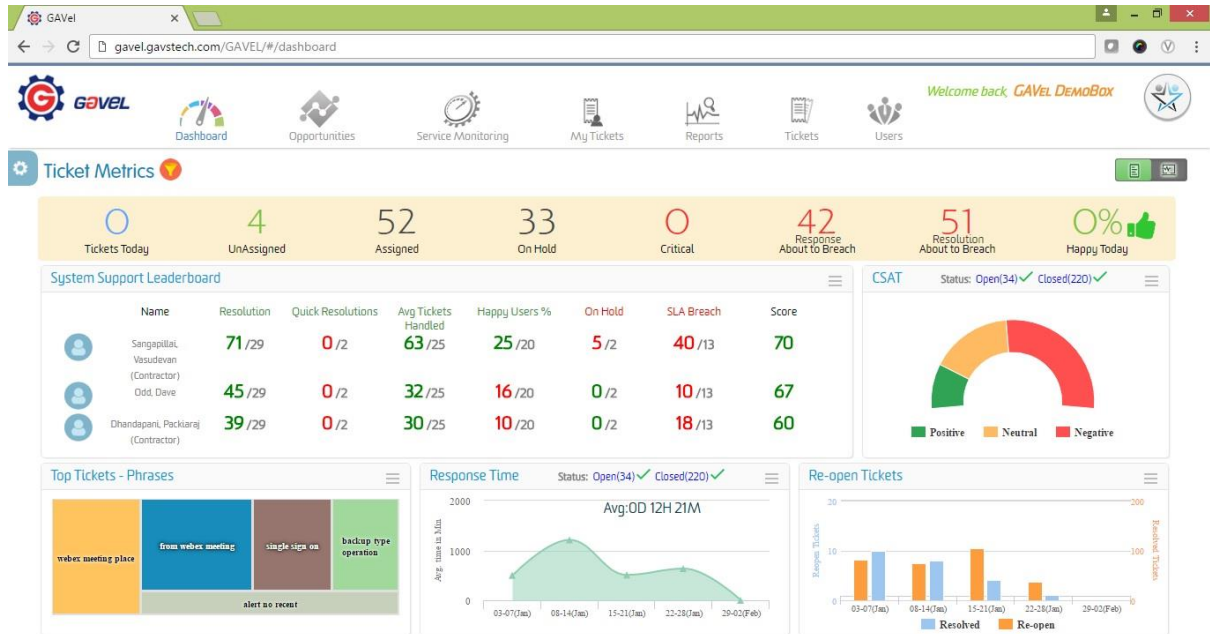 GAVel
gavel.gavstech.com/GAVEL/#/dashboard
GAVEL
Dashboard
Opportunities
Service Monitoring
My Tickets
Reports
Tickets
Users
Welcome back, GAVEL DEMOBOX
Ticket Metrics
0 4 52 33 0 42 51 0%
Tickets Today UnAssigned Assigned On Hold Critical Response About to Breach Resolution About to Breach Happy Today
System Support Leaderboard
Name Resolution Quick Resolutions Avg Tickets Handled Happy Users % On Hold SLA Breach Score
Sangapillai, Vasudevan (Contractor) 71/29 0/2 63/25 25/20 5/2 40/13 70
Odd, Dave 45/29 0/2 32/25 16/20 0/2 10/13 67
Dhandapani, Packiaraj (Contractor) 39/29 0/2 30/25 10/20 0/2 18/13 60
CSAT Status: Open(34) Closed(220)
Positive Neutral Negative
Top Tickets - Phrases
webex meeting place
from webex meeting
single sign on
backup type operation
alert no recent
Response Time Status: Open(34) Closed(220)
Avg:0D 12H 21M
2000
1000
0
Avg. time in Min
03-07(Jan) 08-14(Jan) 15-21(Jan) 22-28(Jan) 29-02(Feb)
Re-open Tickets
20 200
10 100
0 0
Reopen Tickets
Resolved Tickets
03-07(Jan) 08-14(Jan) 15-21(Jan) 22-28(Jan) 29-02(Feb)
Resolved Re-open